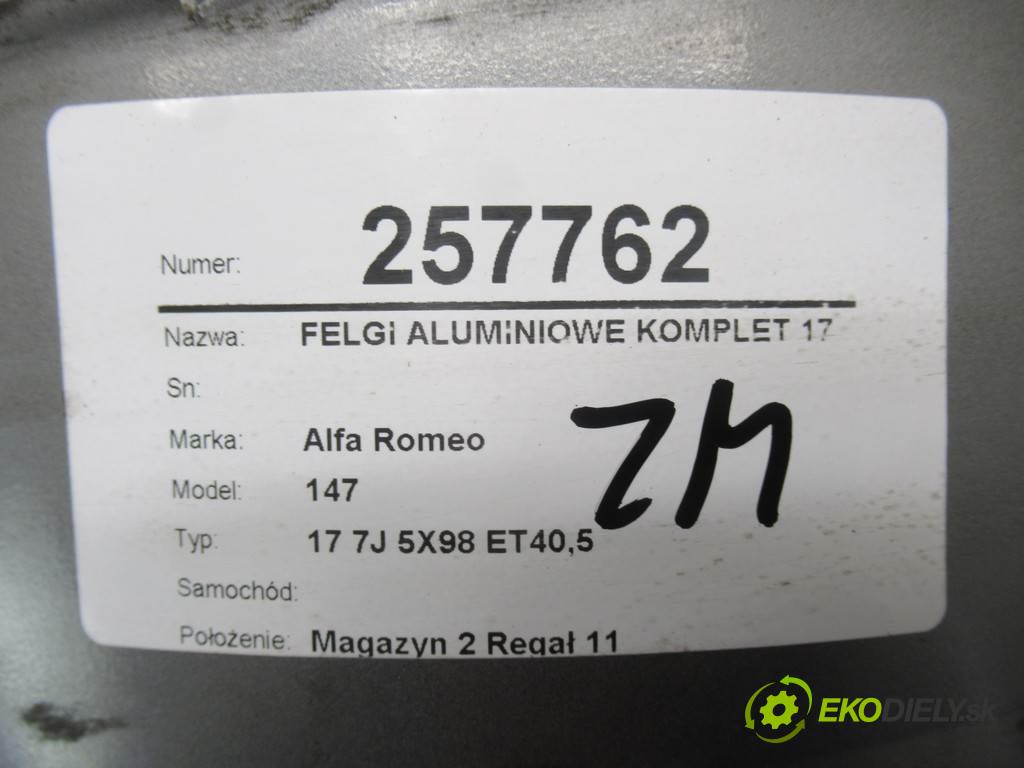 Numer: 257762
Nazwa: FELGI ALUMINIOWE KOMPLET 17
Sn:
Marka: Alfa Romeo
Model: 147
Typ: 17 7J 5X98 ET40,5
Samochód:
Położenie: Magazyn 2 Regał 11
ZM
EKODIELY.sk